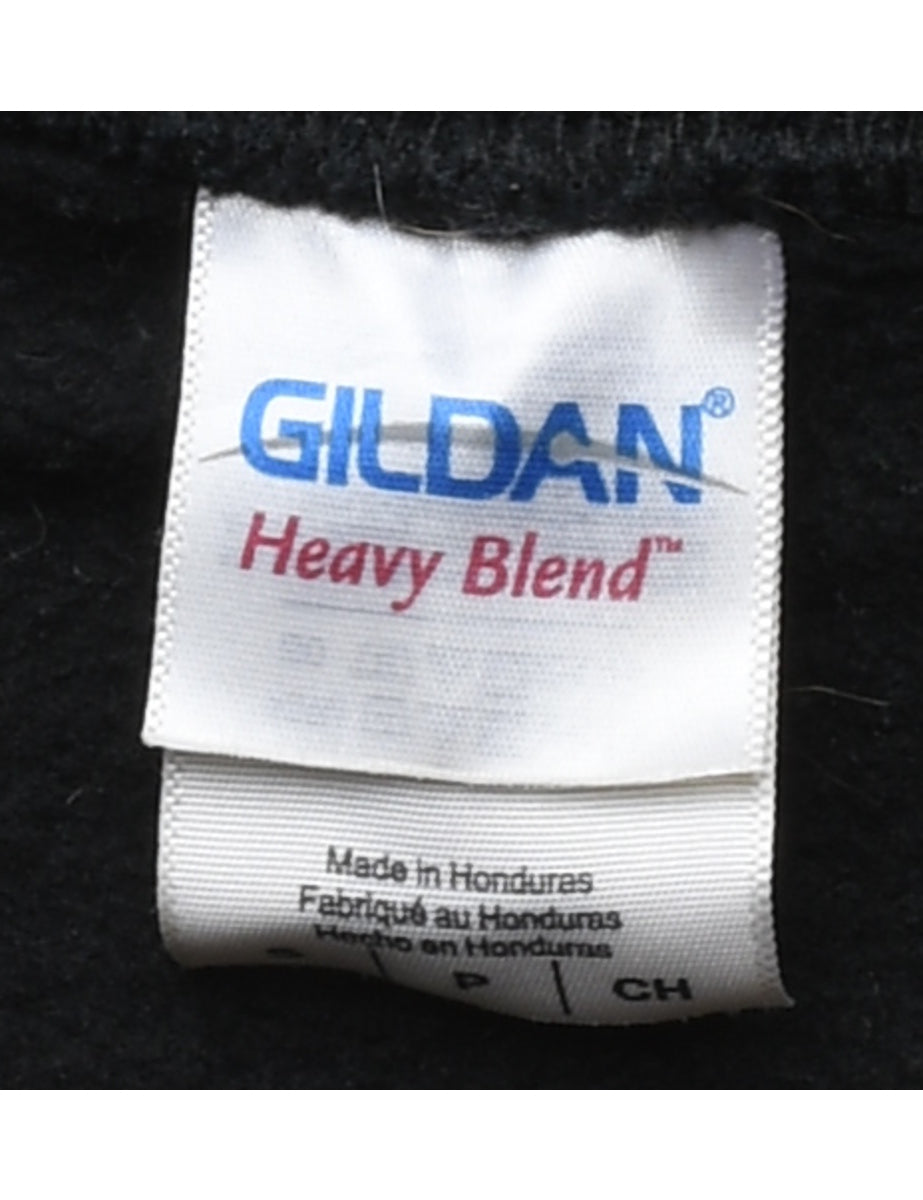 GILDAN®
Heavy Blend™
Made in Honduras
Fabriqué au Honduras
Hecho en Honduras
P | CH